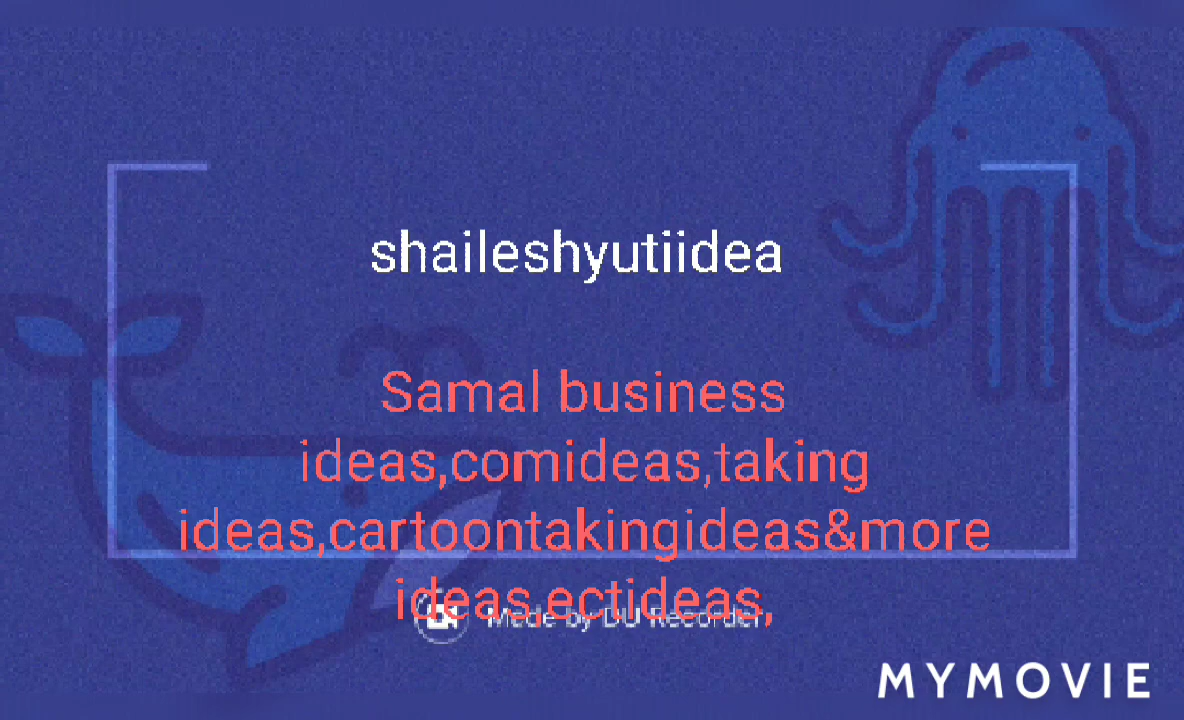 shaileshyutiidea
Samal business
ideas,comideas,taking
ideas,cartoontakingideas&more
ideas,ectideas,
Made by DU Recorder
MYMOVIE